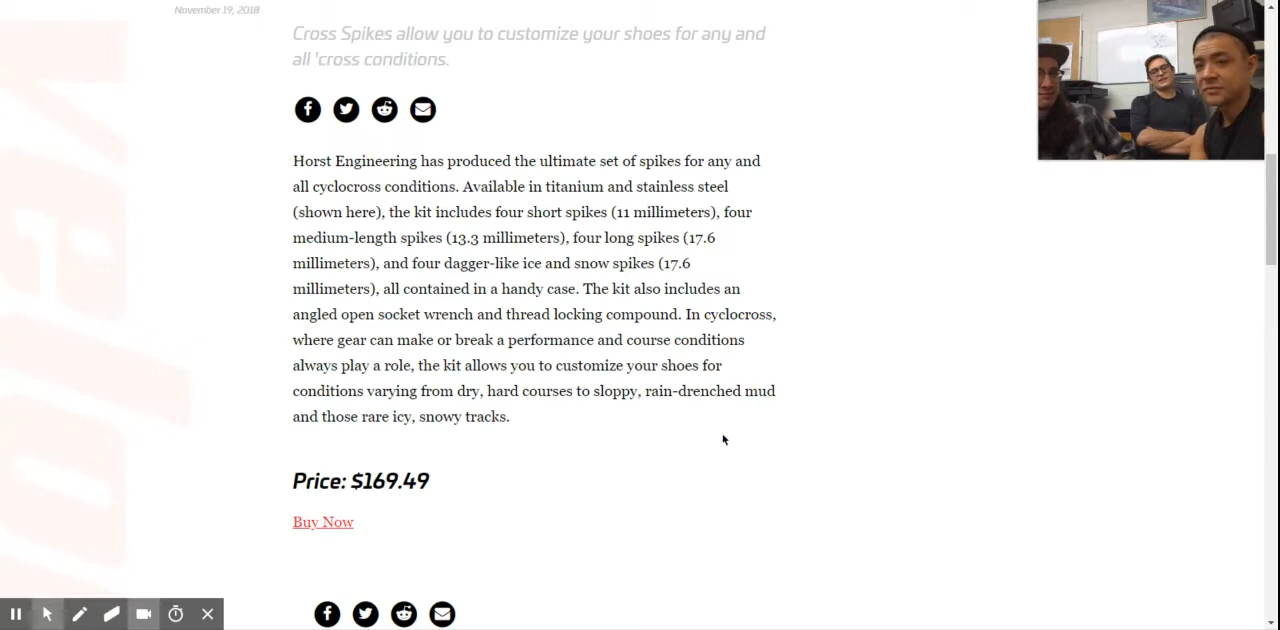 November 19, 2018
Cross Spikes allow you to customize your shoes for any and
all 'cross conditions.
Horst Engineering has produced the ultimate set of spikes for any and
all cyclocross conditions. Available in titanium and stainless steel
(shown here), the kit includes four short spikes (11 millimeters), four
medium-length spikes (13.3 millimeters), four long spikes (17.6
millimeters), and four dagger-like ice and snow spikes (17.6
millimeters), all contained in a handy case. The kit also includes an
angled open socket wrench and thread locking compound. In cyclocross,
where gear can make or break a performance and course conditions
always play a role, the kit allows you to customize your shoes for
conditions varying from dry, hard courses to sloppy, rain-drenched mud
and those rare icy, snowy tracks.
Price: $169.49
Buy Now